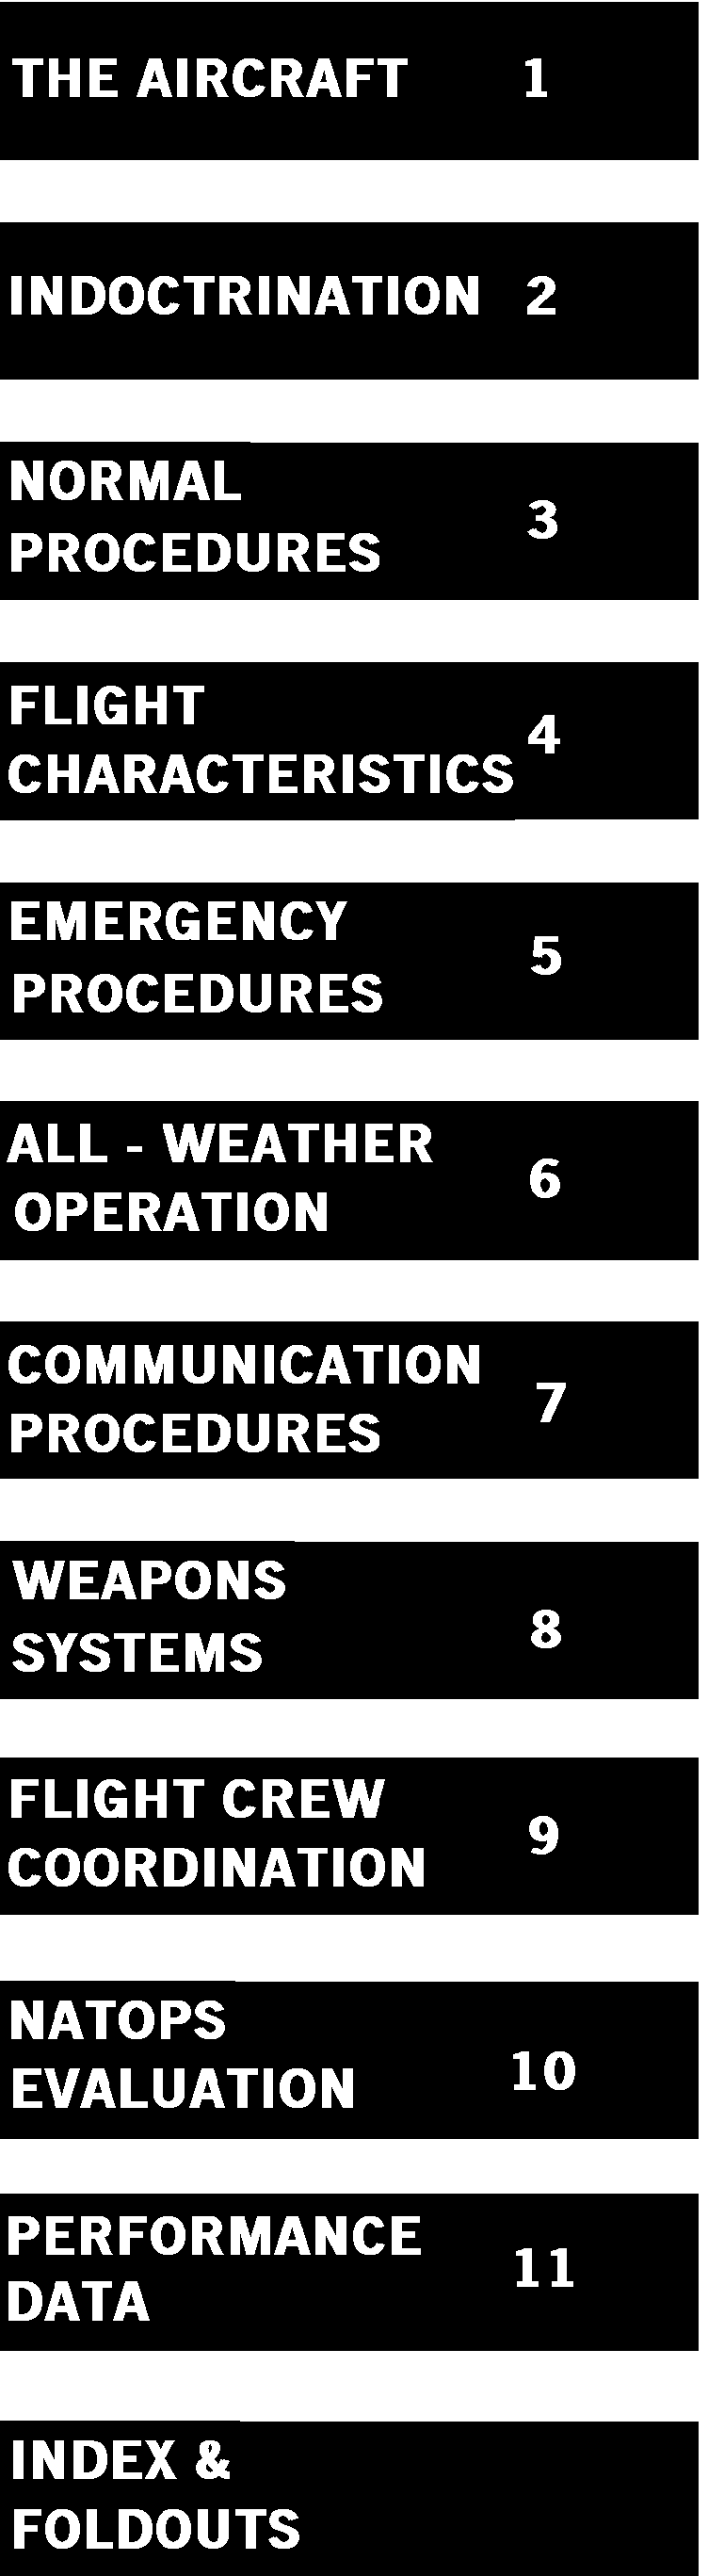 THE AIRCRAFT 1
INDOCTRINATION 2
NORMAL
PROCEDURES 3
FLIGHT
CHARACTERISTICS 4
EMERGENCY
PROCEDURES 5
ALL - WEATHER
OPERATION 6
COMMUNICATION
PROCEDURES 7
WEAPONS
SYSTEMS 8
FLIGHT CREW
COORDINATION 9
NATOPS
EVALUATION 10
PERFORMANCE
DATA 11
INDEX &
FOLDOUTS